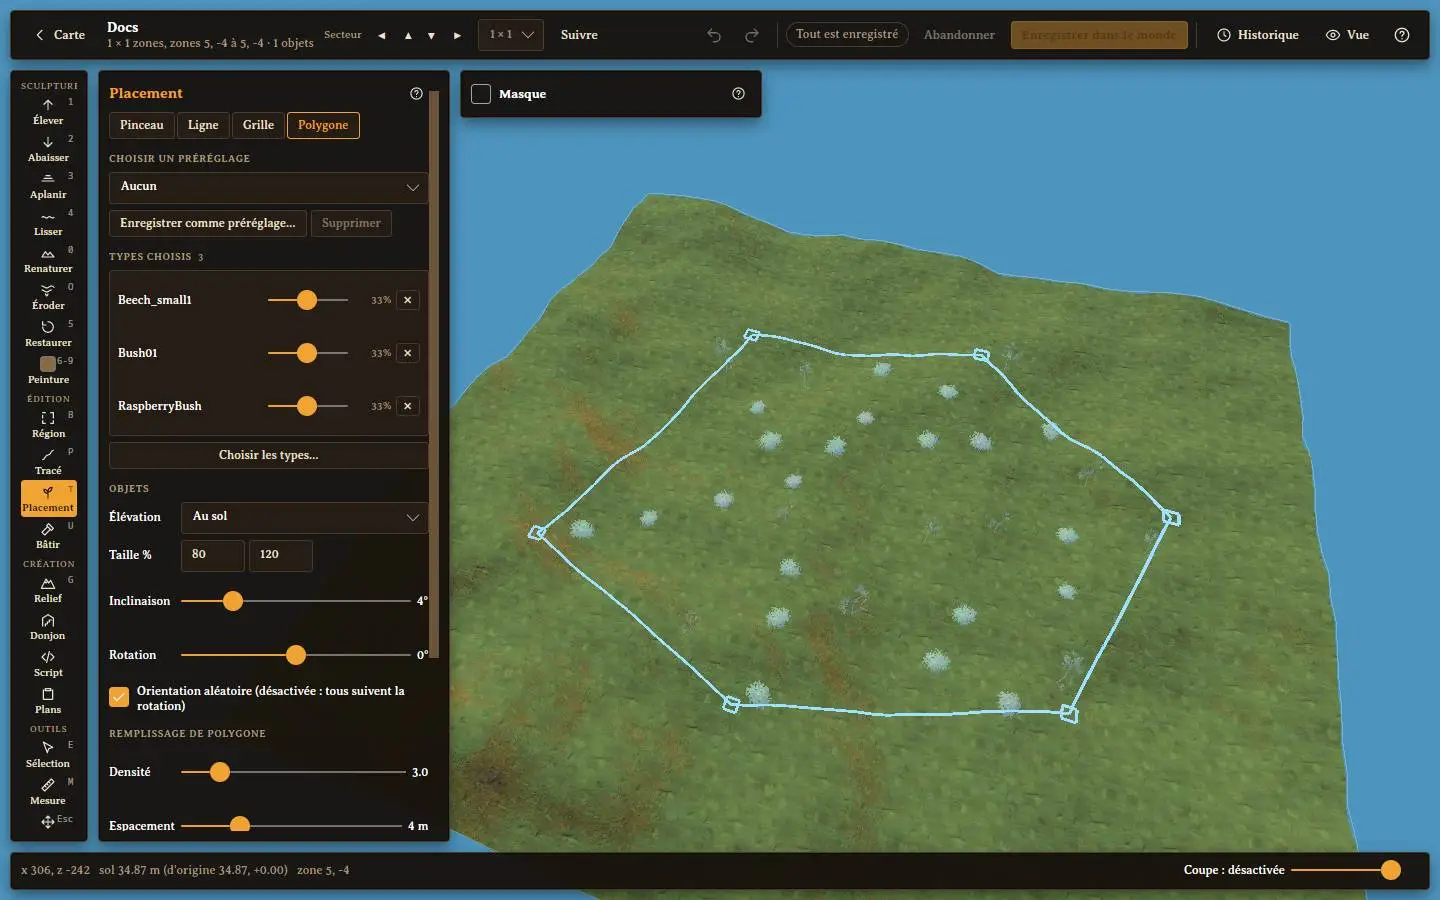 Carte
Docs
1 × 1 zones, zones 5, -4 à 5, -4 · 1 objets
Secteur
1 × 1
Suivre
Tout est enregistré
Abandonner
Enregistrer dans le monde
Historique
Vue
SCULPTURE
1
Élever
2
Abaisser
3
Aplanir
4
Lisser
0
Renaturer
O
Éroder
5
Restaurer
6-9
Peinture
ÉDITION
B
Région
P
Tracé
T
Placement
U
Bâtir
CRÉATION
G
Relief
Donjon
Script
Plans
OUTILS
E
Sélection
M
Mesure
Esc
Placement
Pinceau
Ligne
Grille
Polygone
CHOISIR UN PRÉRÉGLAGE
Aucun
Enregistrer comme préréglage...
Supprimer
TYPES CHOISIS 3
Beech_small1
33%
Bush01
33%
RaspberryBush
33%
Choisir les types...
OBJETS
Élévation
Au sol
Taille %
80
120
Inclinaison
4°
Rotation
0°
Orientation aléatoire (désactivée : tous suivent la
rotation)
REMPLISSAGE DE POLYGONE
Densité
3.0
Espacement
4 m
Masque
x 306, z -242 sol 34.87 m (d'origine 34.87, +0.00) zone 5, -4
Coupe : désactivée